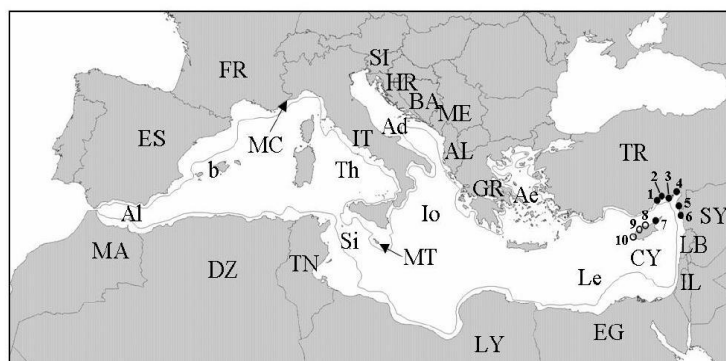 SI
FR
HR
BA
ME
MC
Ad
ES
IT
AL
TR
2 3 4
1
5
b
Th
GR
Ae
SY
6
Al
Io
9 8
7
10
Si
LB
MA
MT
CY
DZ
TN
Le
IL
LY
EG